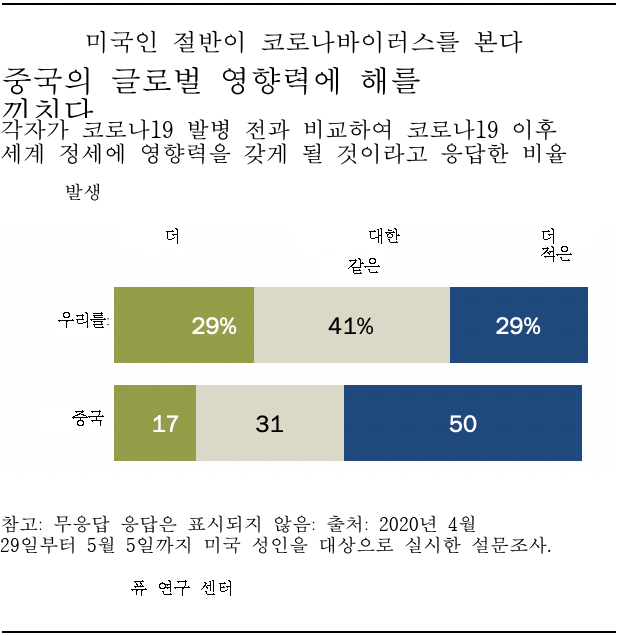 미국인 절반이 코로나바이러스를 본다
중국의 글로벌 영향력에 해를
끼치다
각자가 코로나19 발병 전과 비교하여 코로나19 이후
세계 정세에 영향력을 갖게 될 것이라고 응답한 비율
발생
더 대한 더
같은 적은
우리를: 29% 41% 29%
중국 17 31 50
참고: 무응답 응답은 표시되지 않음: 출처: 2020년 4월
29일부터 5월 5일까지 미국 성인을 대상으로 실시한 설문조사.
퓨 연구 센터